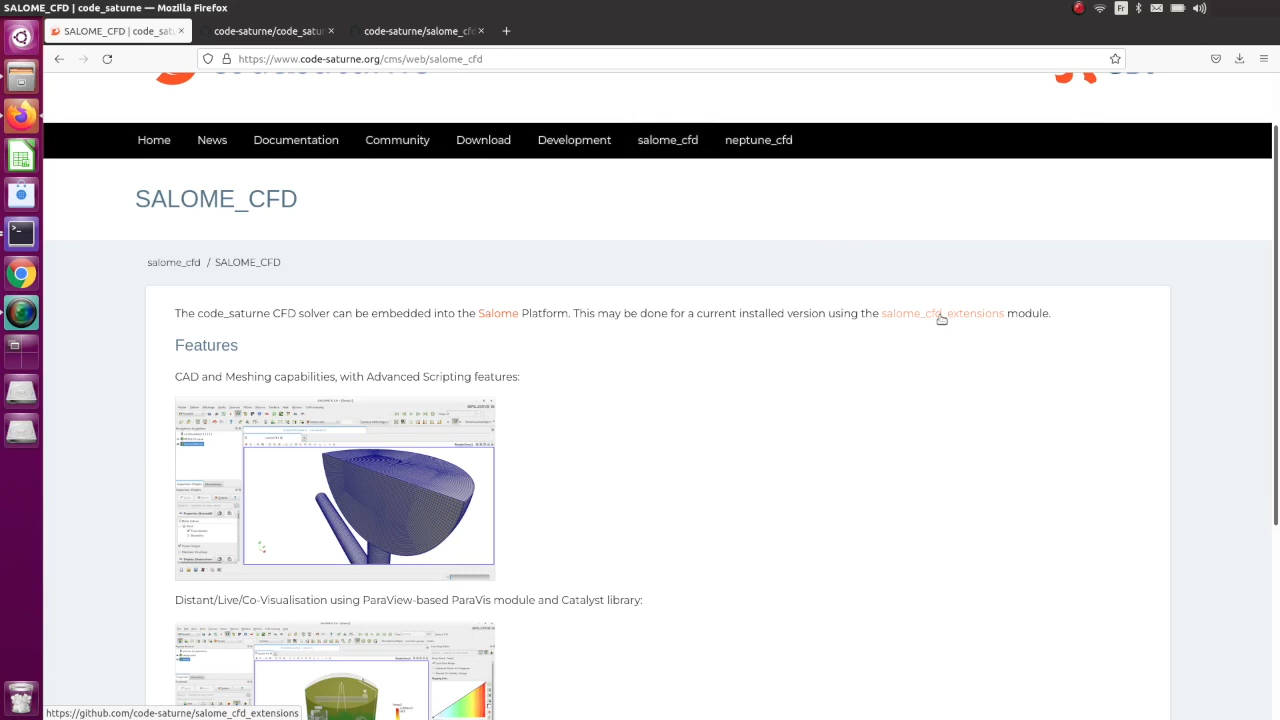 SALOME_CFD | code_saturne — Mozilla Firefox
Fr
SALOME_CFD | code_satu
code-saturne/code_satur
code-saturne/salome_cfd
https://www.code-saturne.org/cms/web/salome_cfd
Home News Documentation Community Download Development salome_cfd neptune_cfd
SALOME_CFD
salome_cfd / SALOME_CFD
The code_saturne CFD solver can be embedded into the Salome Platform. This may be done for a current installed version using the salome_cfd_extensions module.
Features
CAD and Meshing capabilities, with Advanced Scripting features:
Distant/Live/Co-Visualisation using ParaView-based ParaVis module and Catalyst library:
https://github.com/code-saturne/salome_cfd_extensions